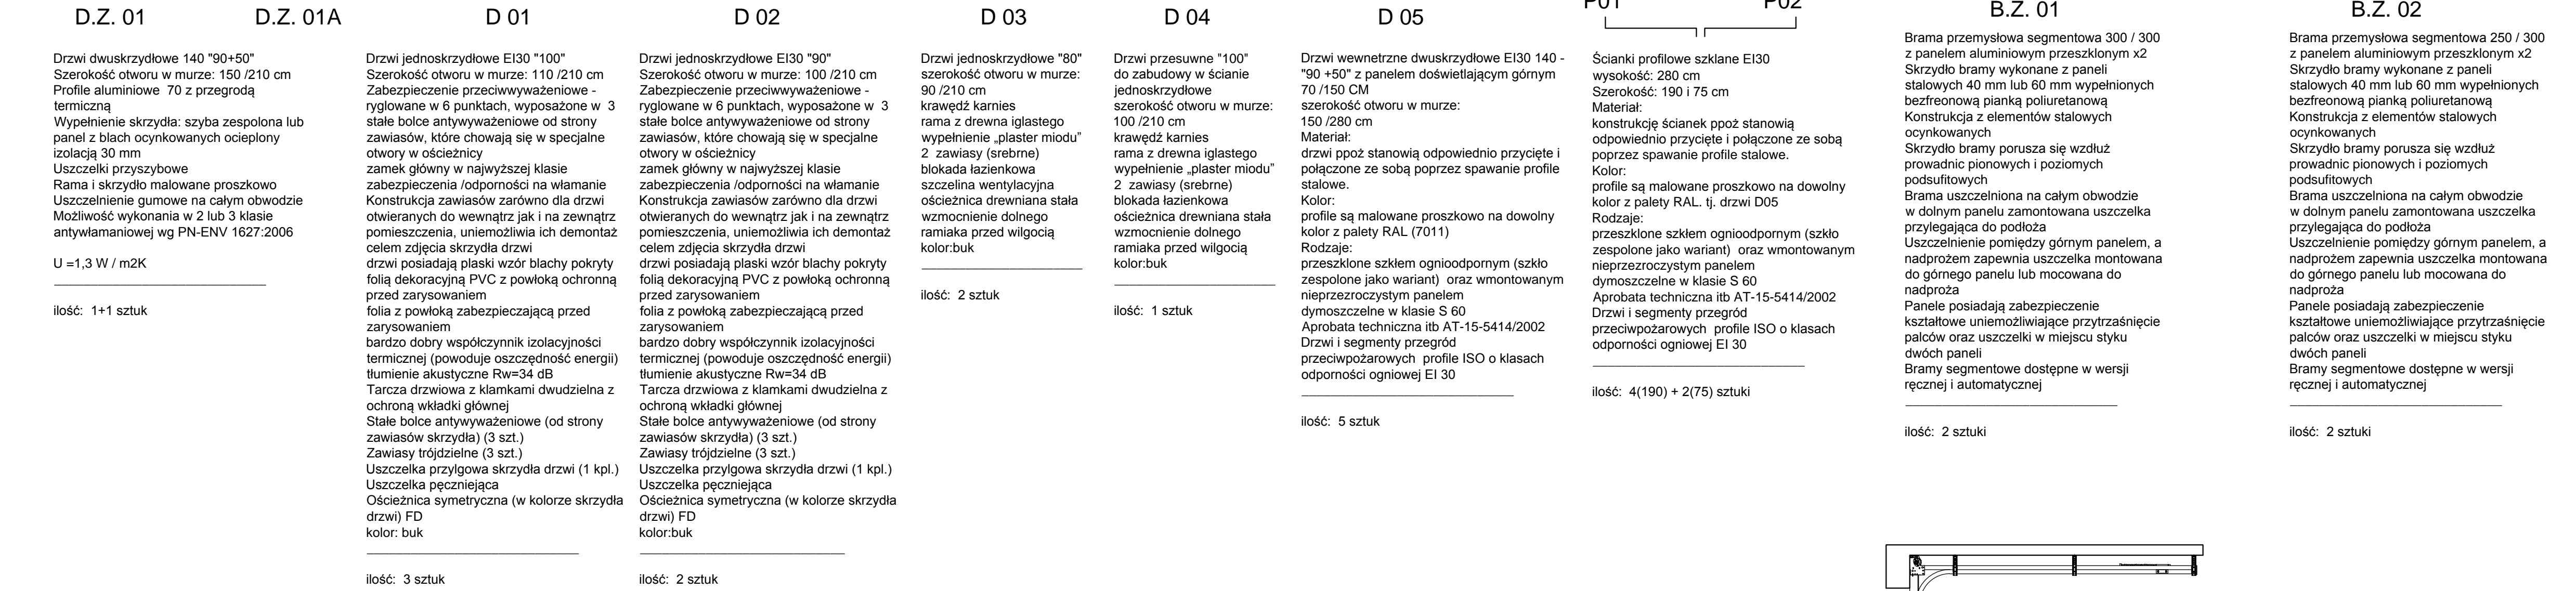 D.Z. 01
D.Z. 01A
Drzwi dwuskrzydłowe 140 "90+50"
Szerokość otworu w murze: 150 /210 cm
Profile aluminiowe  70 z przegrodą
termiczną
Wypełnienie skrzydła: szyba zespolona lub
panel z blach ocynkowanych ocieplony
izolacją 30 mm
Uszczelki przyszybowe
Rama i skrzydło malowane proszkowo
Uszczelnienie gumowe na całym obwodzie
Możliwość wykonania w 2 lub 3 klasie
antywłamaniowej wg PN-ENV 1627:2006
U =1,3 W / m2K
ilość:  1+1 sztuk
D 01
Drzwi jednoskrzydłowe EI30 "100"
Szerokość otworu w murze: 110 /210 cm
Zabezpieczenie przeciwwyważeniowe -
ryglowane w 6 punktach, wyposażone w  3
stałe bolce antywyważeniowe od strony
zawiasów, które chowają się w specjalne
otwory w ościeżnicy
zamek główny w najwyższej klasie
zabezpieczenia /odporności na włamanie
Konstrukcja zawiasów zarówno dla drzwi
otwieranych do wewnątrz jak i na zewnątrz
pomieszczenia, uniemożliwia ich demontaż
celem zdjęcia skrzydła drzwi
drzwi posiadają plaski wzór blachy pokryty
folią dekoracyjną PVC z powłoką ochronną
przed zarysowaniem
folia z powłoką zabezpieczającą przed
zarysowaniem
bardzo dobry współczynnik izolacyjności
termicznej (powoduje oszczędność energii)
tłumienie akustyczne Rw=34 dB
Tarcza drzwiowa z klamkami dwudzielna z
ochroną wkładki głównej
Stałe bolce antywyważeniowe (od strony
zawiasów skrzydła) (3 szt.)
Zawiasy trójdzielne (3 szt.)
Uszczelka przylgowa skrzydła drzwi (1 kpl.)
Uszczelka pęczniejąca
Ościeżnica symetryczna (w kolorze skrzydła
drzwi) FD
kolor: buk
ilość:  3 sztuk
D 02
Drzwi jednoskrzydłowe EI30 "90"
Szerokość otworu w murze: 100 /210 cm
Zabezpieczenie przeciwwyważeniowe -
ryglowane w 6 punktach, wyposażone w  3
stałe bolce antywyważeniowe od strony
zawiasów, które chowają się w specjalne
otwory w ościeżnicy
zamek główny w najwyższej klasie
zabezpieczenia /odporności na włamanie
Konstrukcja zawiasów zarówno dla drzwi
otwieranych do wewnątrz jak i na zewnątrz
pomieszczenia, uniemożliwia ich demontaż
celem zdjęcia skrzydła drzwi
drzwi posiadają plaski wzór blachy pokryty
folią dekoracyjną PVC z powłoką ochronną
przed zarysowaniem
folia z powłoką zabezpieczającą przed
zarysowaniem
bardzo dobry współczynnik izolacyjności
termicznej (powoduje oszczędność energii)
tłumienie akustyczne Rw=34 dB
Tarcza drzwiowa z klamkami dwudzielna z
ochroną wkładki głównej
Stałe bolce antywyważeniowe (od strony
zawiasów skrzydła) (3 szt.)
Zawiasy trójdzielne (3 szt.)
Uszczelka przylgowa skrzydła drzwi (1 kpl.)
Uszczelka pęczniejąca
Ościeżnica symetryczna (w kolorze skrzydła
drzwi) FD
kolor:buk
ilość:  2 sztuk
D 03
Drzwi jednoskrzydłowe "80"
szerokość otworu w murze:
90 /210 cm
krawędź karnies
rama z drewna iglastego
wypełnienie „plaster miodu”
2  zawiasy (srebrne)
blokada łazienkowa
szczelina wentylacyjna
ościeżnica drewniana stała
wzmocnienie dolnego
ramiaka przed wilgocią
kolor:buk
ilość:  2 sztuk
D 04
Drzwi przesuwne "100"
do zabudowy w ścianie
jednoskrzydłowe
szerokość otworu w murze:
100 /210 cm
krawędź karnies
rama z drewna iglastego
wypełnienie „plaster miodu”
2  zawiasy (srebrne)
blokada łazienkowa
ościeżnica drewniana stała
wzmocnienie dolnego
ramiaka przed wilgocią
kolor:buk
ilość:  1 sztuk
D 05
Drzwi wewnetrzne dwuskrzydłowe EI30 140 -
"90 +50" z panelem doświetlającym górnym
70 /150 CM
szerokość otworu w murze:
150 /280 cm
Materiał:
drzwi ppoż stanowią odpowiednio przycięte i
połączone ze sobą poprzez spawanie profile
stalowe.
Kolor:
profile są malowane proszkowo na dowolny
kolor z palety RAL (7011)
Rodzaje:
przeszklone szkłem ognioodpornym (szkło
zespolone jako wariant)  oraz wmontowanym
nieprzezroczystym panelem
dymoszczelne w klasie S 60
Aprobata techniczna itb AT-15-5414/2002
Drzwi i segmenty przegród
przeciwpożarowych  profile ISO o klasach
odporności ogniowej EI 30
ilość:  5 sztuk
P01
P02
Ścianki profilowe szklane EI30
wysokość: 280 cm
Szerokość: 190 i 75 cm
Materiał:
konstrukcję ścianek ppoż stanowią
odpowiednio przycięte i połączone ze sobą
poprzez spawanie profile stalowe.
Kolor:
profile są malowane proszkowo na dowolny
kolor z palety RAL. tj. drzwi D05
Rodzaje:
przeszklone szkłem ognioodpornym (szkło
zespolone jako wariant)  oraz wmontowanym
nieprzezroczystym panelem
dymoszczelne w klasie S 60
Aprobata techniczna itb AT-15-5414/2002
Drzwi i segmenty przegród
przeciwpożarowych  profile ISO o klasach
odporności ogniowej EI 30
ilość:  4(190) + 2(75) sztuki
B.Z. 01
Brama przemysłowa segmentowa 300 / 300
z panelem aluminiowym przeszklonym x2
Skrzydło bramy wykonane z paneli
stalowych 40 mm lub 60 mm wypełnionych
bezfreonową pianką poliuretanową
Konstrukcja z elementów stalowych
ocynkowanych
Skrzydło bramy porusza się wzdłuż
prowadnic pionowych i poziomych
podsufitowych
Brama uszczelniona na całym obwodzie
w dolnym panelu zamontowana uszczelka
przylegająca do podłoża
Uszczelnienie pomiędzy górnym panelem, a
nadprożem zapewnia uszczelka montowana
do górnego panelu lub mocowana do
nadproża
Panele posiadają zabezpieczenie
kształtowe uniemożliwiające przytrzaśnięcie
palców oraz uszczelki w miejscu styku
dwóch paneli
Bramy segmentowe dostępne w wersji
ręcznej i automatycznej
ilość:  2 sztuki
B.Z. 02
Brama przemysłowa segmentowa 250 / 300
z panelem aluminiowym przeszklonym x2
Skrzydło bramy wykonane z paneli
stalowych 40 mm lub 60 mm wypełnionych
bezfreonową pianką poliuretanową
Konstrukcja z elementów stalowych
ocynkowanych
Skrzydło bramy porusza się wzdłuż
prowadnic pionowych i poziomych
podsufitowych
Brama uszczelniona na całym obwodzie
w dolnym panelu zamontowana uszczelka
przylegająca do podłoża
Uszczelnienie pomiędzy górnym panelem, a
nadprożem zapewnia uszczelka montowana
do górnego panelu lub mocowana do
nadproża
Panele posiadają zabezpieczenie
kształtowe uniemożliwiające przytrzaśnięcie
palców oraz uszczelki w miejscu styku
dwóch paneli
Bramy segmentowe dostępne w wersji
ręcznej i automatycznej
ilość:  2 sztuki